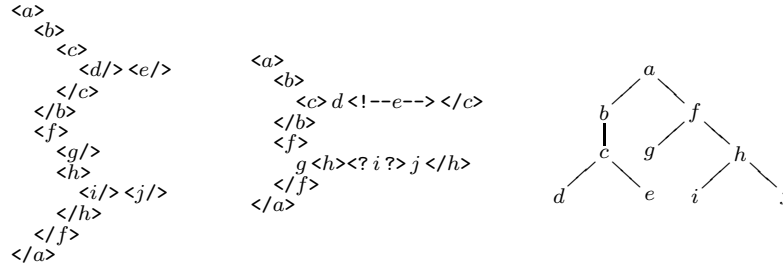 <a>
<b>
<c>
<d/><e/>
</c>
</b>
<f>
<g/>
<h>
<i/><j/>
</h>
</f>
</a>
<a>
<b>
<c>d<!--e--></c>
</b>
<f>
g<h><?i?>j</h>
</f>
</a>
a
b f
c g h
d e i